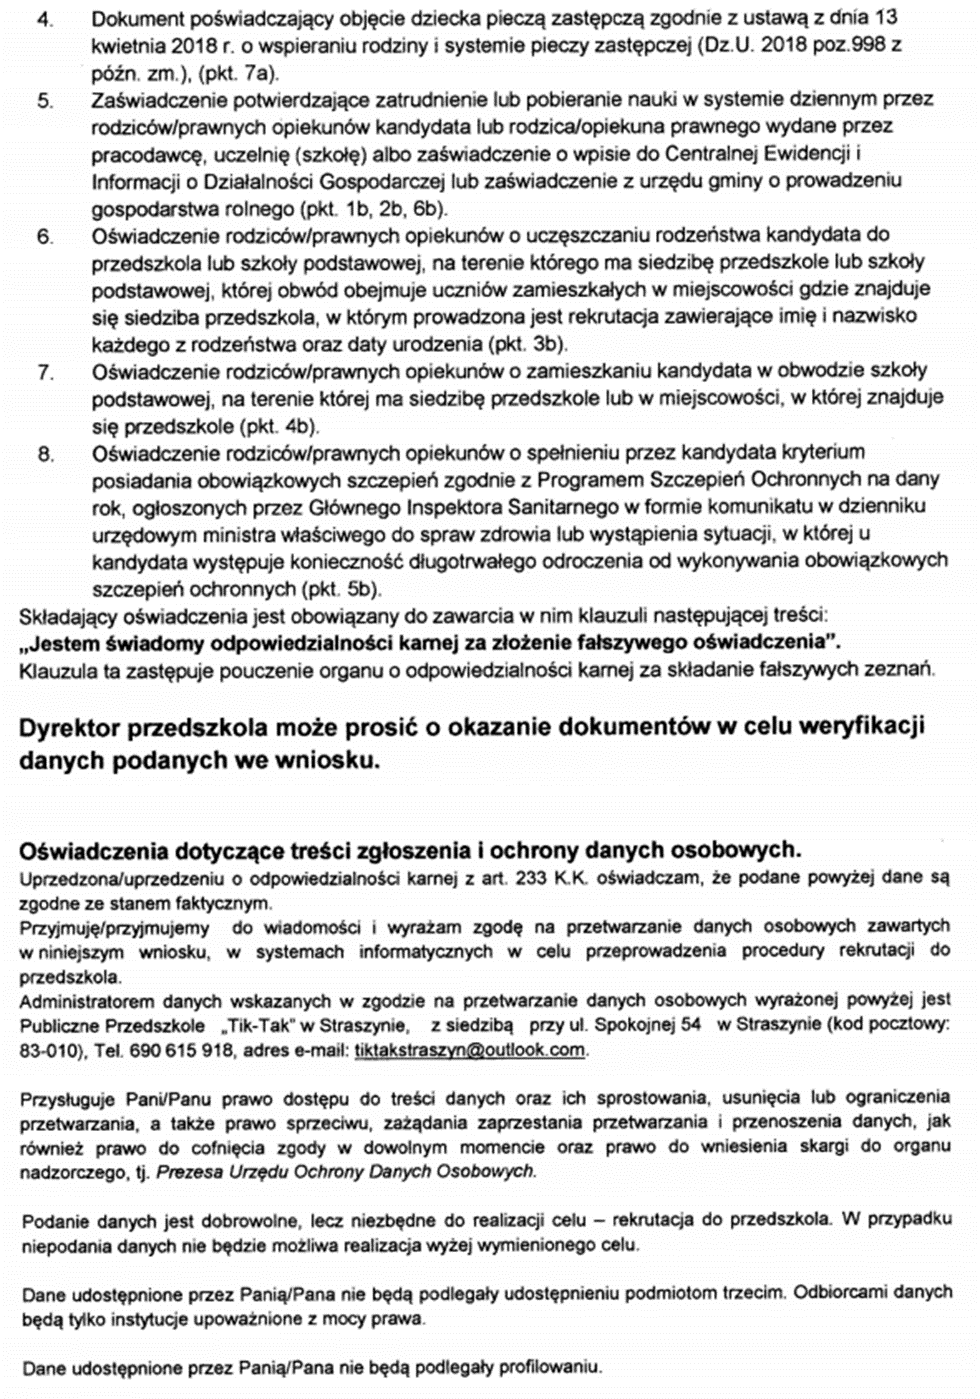 4. Dokument poświadczający objęcie dziecka pieczą zastępczą zgodnie z ustawą z dnia 13
kwietnia 2018 r. o wspieraniu rodziny i systemie pieczy zastępczej (Dz.U. 2018 poz.998 z
późn. zm.), (pkt. 7a).
5. Zaświadczenie potwierdzające zatrudnienie lub pobieranie nauki w systemie dziennym przez
rodziców/prawnych opiekunów kandydata lub rodzica/opiekuna prawnego wydane przez
pracodawcę, uczelnię (szkołę) albo zaświadczenie o wpisie do Centralnej Ewidencji i
Informacji o Działalności Gospodarczej lub zaświadczenie z urzędu gminy o prowadzeniu
gospodarstwa rolnego (pkt. 1b, 2b, 6b).
6. Oświadczenie rodziców/prawnych opiekunów o uczęszczaniu rodzeństwa kandydata do
przedszkola lub szkoły podstawowej, na terenie którego ma siedzibę przedszkole lub szkoły
podstawowej, której obwód obejmuje uczniów zamieszkałych w miejscowości gdzie znajduje
się siedziba przedszkola, w którym prowadzona jest rekrutacja zawierające imię i nazwisko
każdego z rodzeństwa oraz daty urodzenia (pkt. 3b).
7. Oświadczenie rodziców/prawnych opiekunów o zamieszkaniu kandydata w obwodzie szkoły
podstawowej, na terenie której ma siedzibę przedszkole lub w miejscowości, w której znajduje
się przedszkole (pkt. 4b).
8. Oświadczenie rodziców/prawnych opiekunów o spełnieniu przez kandydata kryterium
posiadania obowiązkowych szczepień zgodnie z Programem Szczepień Ochronnych na dany
rok, ogłoszonych przez Głównego Inspektora Sanitarnego w formie komunikatu w dzienniku
urzędowym ministra właściwego do spraw zdrowia lub wystąpienia sytuacji, w której u
kandydata występuje konieczność długotrwałego odroczenia od wykonywania obowiązkowych
szczepień ochronnych (pkt. 5b).
Składający oświadczenia jest obowiązany do zawarcia w nim klauzuli następującej treści:
„Jestem świadomy odpowiedzialności karnej za złożenie fałszywego oświadczenia”.
Klauzula ta zastępuje pouczenie organu o odpowiedzialności karnej za składanie fałszywych zeznań.
Dyrektor przedszkola może prosić o okazanie dokumentów w celu weryfikacji
danych podanych we wniosku.
Oświadczenia dotyczące treści zgłoszenia i ochrony danych osobowych.
Uprzedzona/uprzedzeniu o odpowiedzialności karnej z art. 233 K.K. oświadczam, że podane powyżej dane są
zgodne ze stanem faktycznym.
Przyjmuję/przyjmujemy do wiadomości i wyrażam zgodę na przetwarzanie danych osobowych zawartych
w niniejszym wniosku, w systemach informatycznych w celu przeprowadzenia procedury rekrutacji do
przedszkola.
Administratorem danych wskazanych w zgodzie na przetwarzanie danych osobowych wyrażonej powyżej jest
Publiczne Przedszkole „Tik-Tak” w Straszynie, z siedzibą przy ul. Spokojnej 54 w Straszynie (kod pocztowy:
83-010), Tel. 690 615 918, adres e-mail: tiktakstraszyn@outlook.com.
Przysługuje Pani/Panu prawo dostępu do treści danych oraz ich sprostowania, usunięcia lub ograniczenia
przetwarzania, a także prawo sprzeciwu, zażądania zaprzestania przetwarzania i przenoszenia danych, jak
również prawo do cofnięcia zgody w dowolnym momencie oraz prawo do wniesienia skargi do organu
nadzorczego, tj. Prezesa Urzędu Ochrony Danych Osobowych.
Podanie danych jest dobrowolne, lecz niezbędne do realizacji celu – rekrutacja do przedszkola. W przypadku
niepodania danych nie będzie możliwa realizacja wyżej wymienionego celu.
Dane udostępnione przez Panią/Pana nie będą podlegały udostępnieniu podmiotom trzecim. Odbiorcami danych
będą tylko instytucje upoważnione z mocy prawa.
Dane udostępnione przez Panią/Pana nie będą podlegały profilowaniu.